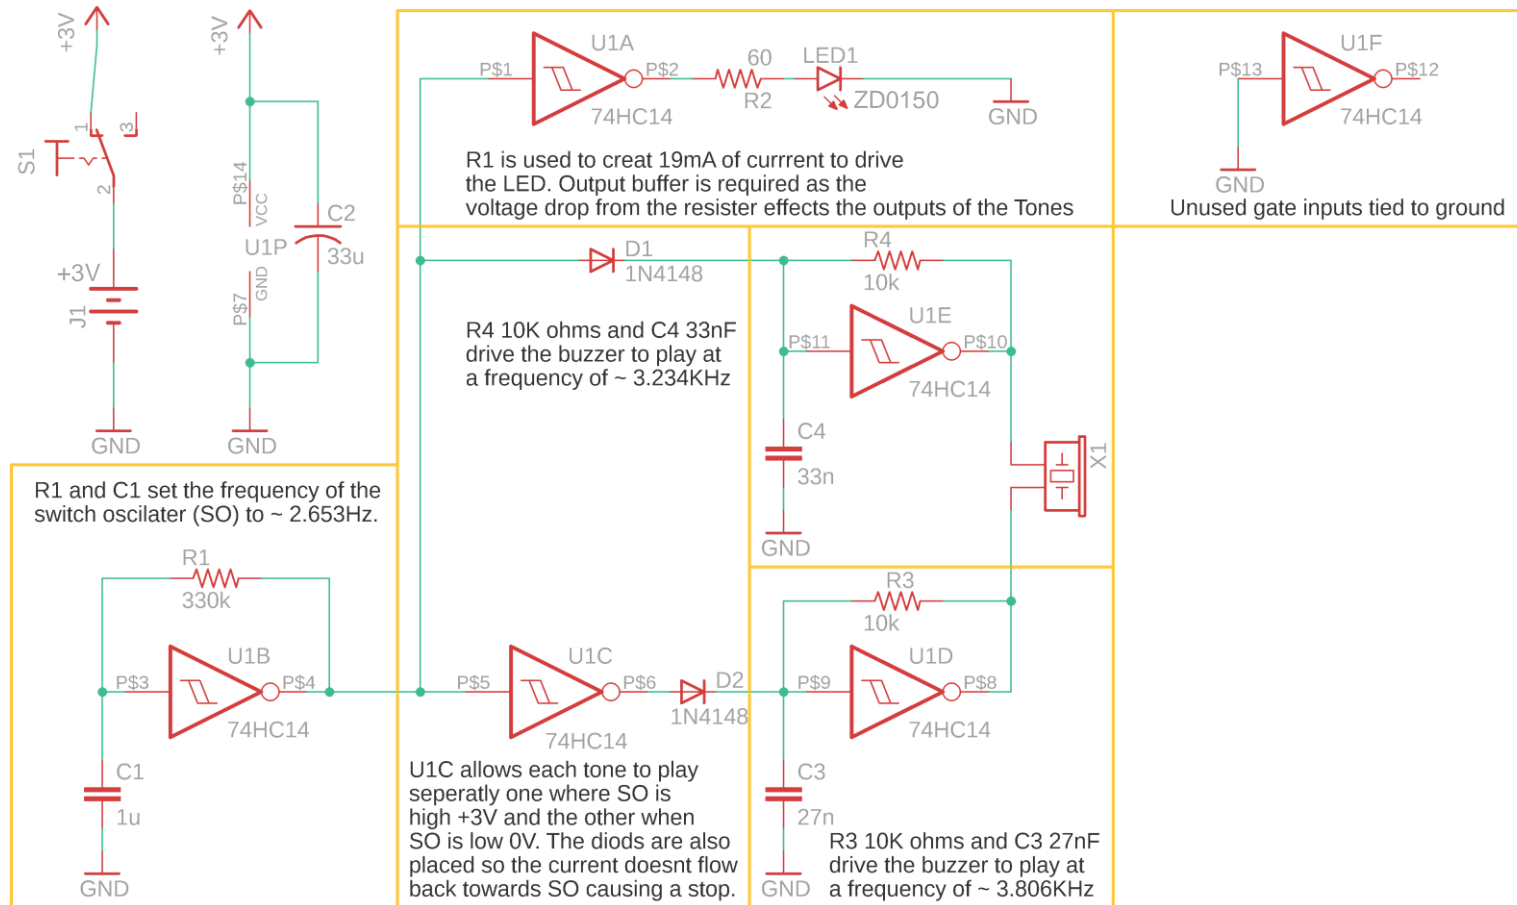 +3V
+3V
1
3
S1
2
P$14
VCC
U1P
C2
33u
+3V
J1
P$7
GND
GND
GND
U1A
P$1
P$2
74HC14
60
R2
LED1
ZD0150
GND
R1 is used to creat 19mA of currrent to drive
the LED. Output buffer is required as the
voltage drop from the resister effects the outputs of the Tones
U1F
P$13
P$12
74HC14
GND
Unused gate inputs tied to ground
D1
1N4148
R4 10K ohms and C4 33nF
drive the buzzer to play at
a frequency of ~ 3.234KHz
R4
10k
U1E
P$11
P$10
74HC14
C4
33n
GND
X1
R1 and C1 set the frequency of the
switch oscilater (SO) to ~ 2.653Hz.
R1
330k
U1B
P$3
P$4
74HC14
C1
1u
GND
U1C
P$5
P$6
74HC14
D2
1N4148
U1C allows each tone to play
seperatly one where SO is
high +3V and the other when
SO is low 0V. The diods are also
placed so the current doesnt flow
back towards SO causing a stop.
R3
10k
U1D
P$9
P$8
74HC14
C3
27n
GND
R3 10K ohms and C3 27nF
drive the buzzer to play at
a frequency of ~ 3.806KHz